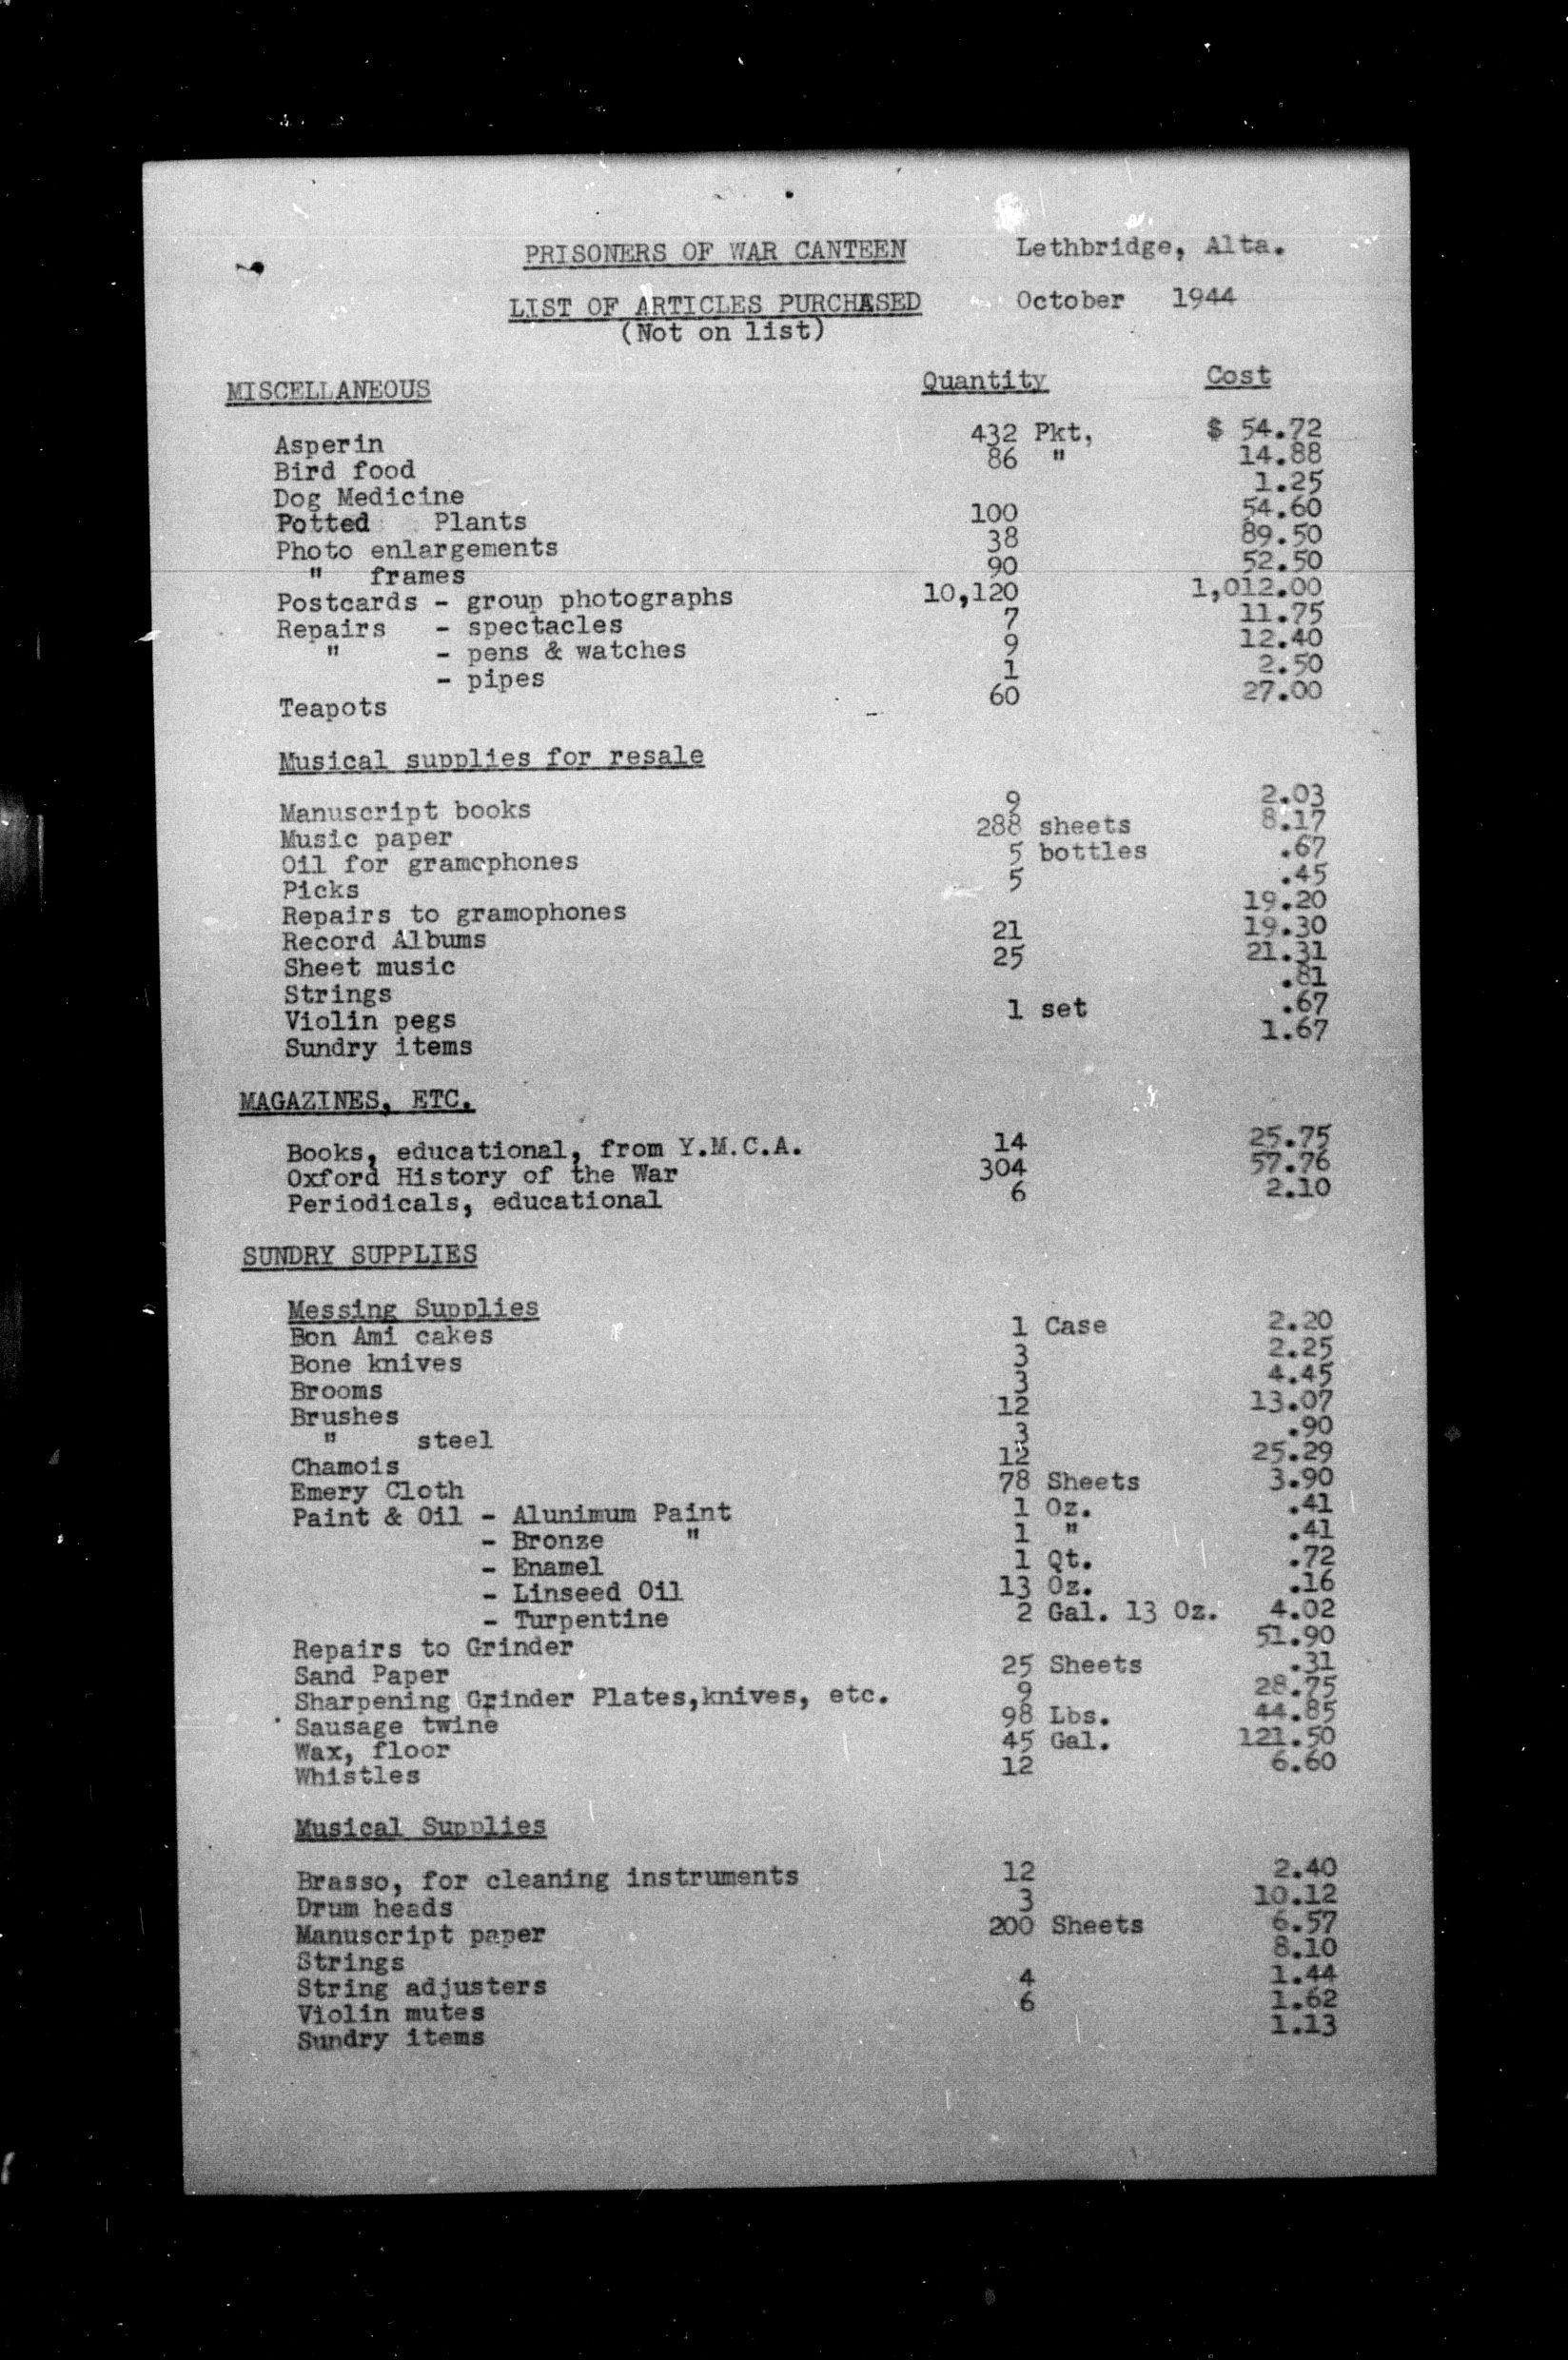 PRISONERS OF WAR CANTEEN Lethbridge, Alta.
LIST OF ARTICLES PURCHASED October 1944
(Not on list)
MISCELLANEOUS Quantity Cost
Asperin 432 Pkt, $ 54.72
Bird food 86 " 14.88
Dog Medicine 1.25
Potted Plants 100 54.60
Photo enlargements 38 89.50
" frames 90 52.50
Postcards - group photographs 10,120 1,012.00
Repairs - spectacles 7 11.75
" - pens & watches 9 12.40
- pipes 1 2.50
Teapots 60 27.00
Musical supplies for resale
Manuscript books 9 2.03
Music paper 288 sheets 8.17
Oil for gramophones 5 bottles .67
Picks 5 .45
Repairs to gramophones 19.20
Record Albums 21 19.30
Sheet music 25 21.31
Strings .81
Violin pegs 1 set .67
Sundry items 1.67
MAGAZINES, ETC.
Books, educational, from Y.M.C.A. 14 25.75
Oxford History of the War 304 57.76
Periodicals, educational 6 2.10
SUNDRY SUPPLIES
Messing Supplies
Bon Ami cakes 1 Case 2.20
Bone knives 3 2.25
Brooms 3 4.45
Brushes 12 13.07
" steel 3 .90
Chamois 12 25.29
Emery Cloth 78 Sheets 3.90
Paint & Oil - Alunimum Paint 1 Oz. .41
- Bronze " 1 " .41
- Enamel 1 Qt. .72
- Linseed Oil 13 Oz. .16
- Turpentine 2 Gal. 13 Oz. 4.02
Repairs to Grinder 51.90
Sand Paper 25 Sheets .31
Sharpening Grinder Plates,knives, etc. 9 28.75
Sausage twine 98 Lbs. 44.85
Wax, floor 45 Gal. 121.50
Whistles 12 6.60
Musical Supplies
Brasso, for cleaning instruments 12 2.40
Drum heads 3 10.12
Manuscript paper 200 Sheets 6.57
Strings 8.10
String adjusters 4 1.44
Violin mutes 6 1.62
Sundry items 1.13